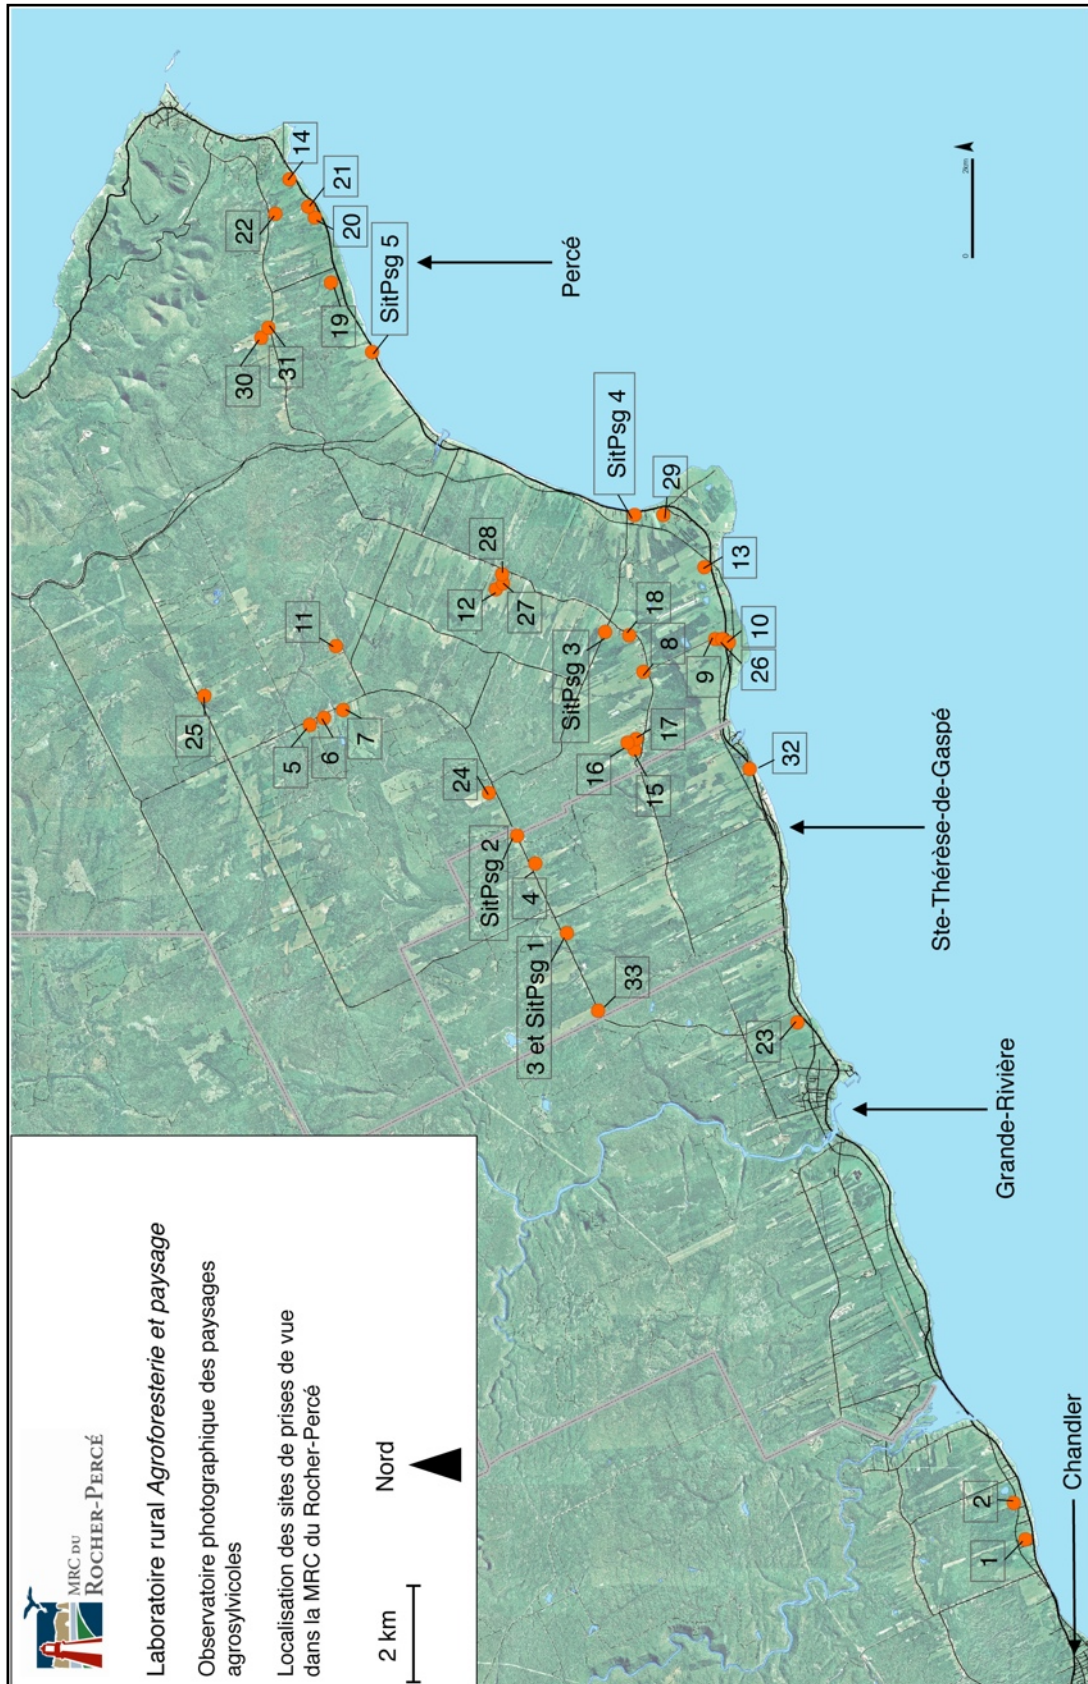 MRC DU
ROCHER-PERCÉ
Laboratoire rural Agroforesterie et paysage
Observatoire photographique des paysages
agrosylvicoles
Localisation des sites de prises de vue
dans la MRC du Rocher-Percé
2 km
Nord
1
2
Chandler
Grande-Rivière
23
33
3 et SitPsg 1
4
SitPsg 2
24
Ste-Thérèse-de-Gaspé
32
5
6
7
25
11
16
17
15
8
SitPsg 3
18
9
26
10
13
12
27
28
29
SitPsg 4
SitPsg 5
Percé
30
31
19
22
20
21
14
0
2km